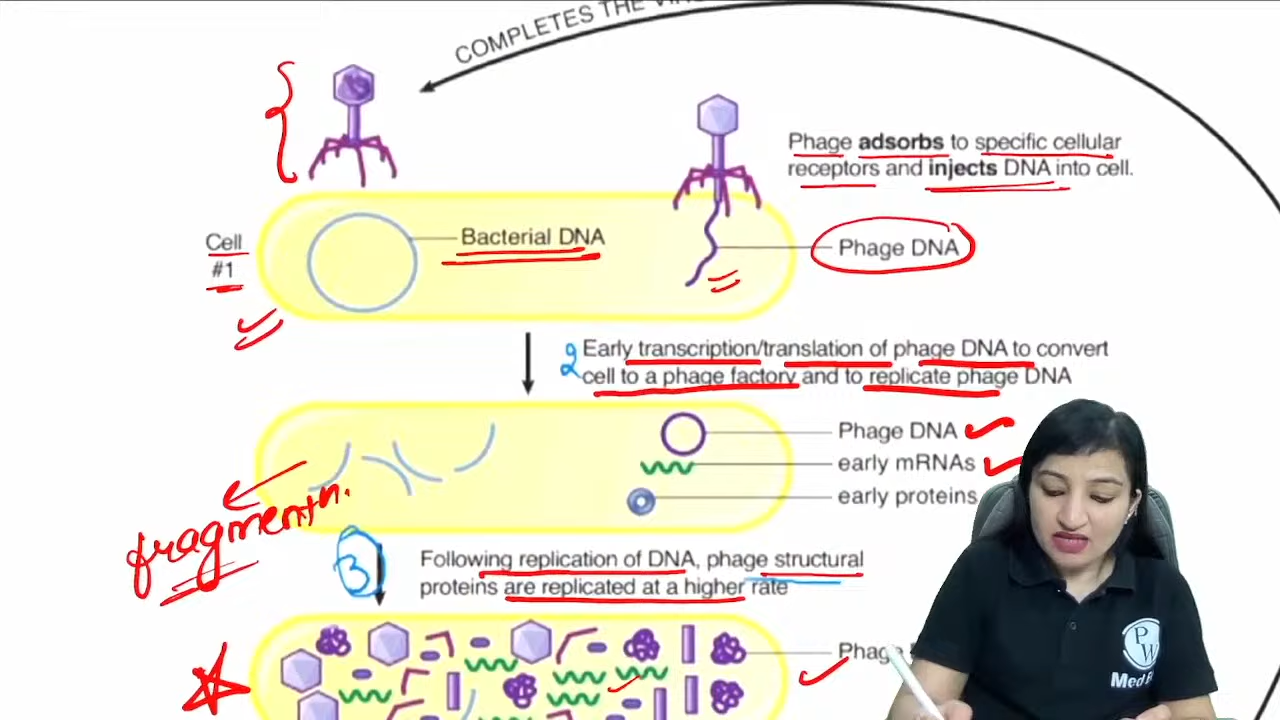 COMPLETES THE
Phage adsorbs to specific cellular
receptors and injects DNA into cell.
Cell
#1
Bacterial DNA
Phage DNA
2 Early transcription/translation of phage DNA to convert
cell to a phage factory and to replicate phage DNA
Phage DNA
early mRNAs
early proteins
fragmentn.
3 Following replication of DNA, phage structural
proteins are replicated at a higher rate
Phage
PW
Med